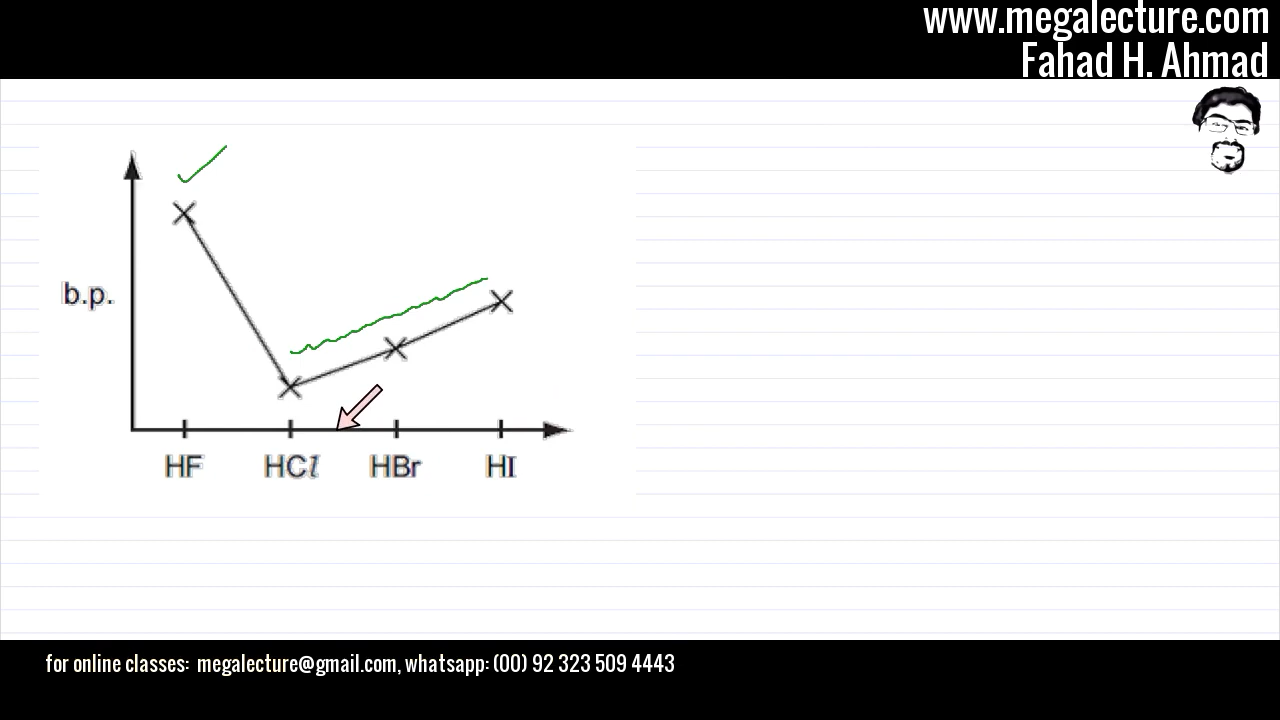 www.megalecture.com
Fahad H. Ahmad
b.p.
HF HCl HBr HI
for online classes: megalecture@gmail.com, whatsapp: (00) 92 323 509 4443